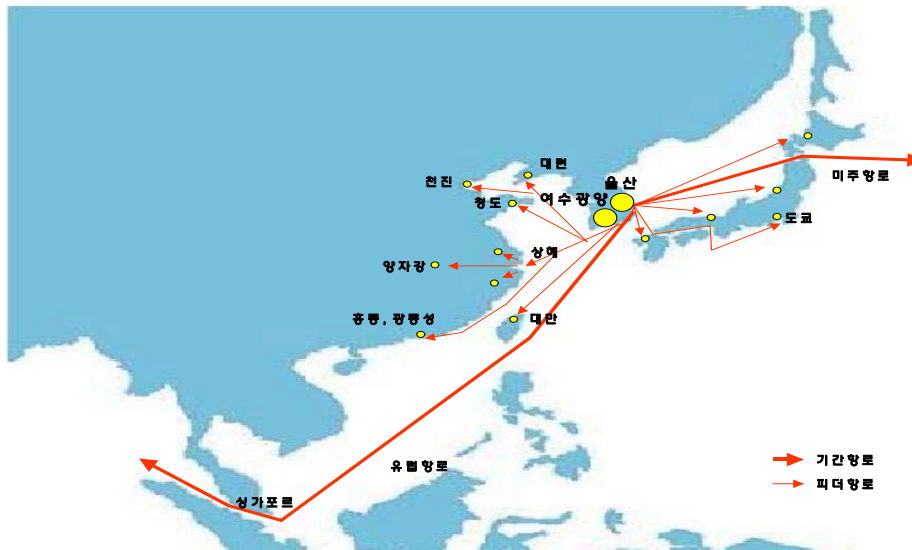 대련
울산
천진
미주항로
여수광양
청도
도쿄
상해
양자강
홍콩, 광동성
대만
기간항로
유럽항로
피더항로
싱가포르